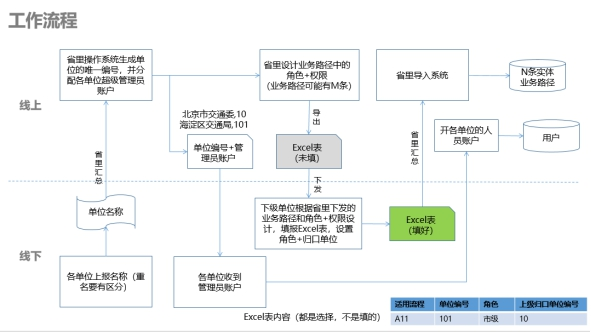 工作流程
省里操作系统生成单
位的唯一编号，并分
配各单位超级管理员
账户
省里设计业务路径中的
角色+权限
(业务路径可能有M条)
省里导入系统
N条实体
业务路径
线上
北京市交通委,10
海淀区交通局,101
导出
省里汇总
单位编号+管
理员账户
Excel表
(未填)
省里汇总
开各单位的人
员账户
用户
下发
单位名称
下级单位根据省里下发的
业务路径和角色+权限设
计，填报Excel表，设置
角色+归口单位
Excel表
(填好)
线下
各单位上报名称（重
名要有区分）
各单位收到
管理员账户
Excel表内容（都是选择，不是填的）
适用流程 单位编号 角色 上级归口单位编号
A11 101 市级 10